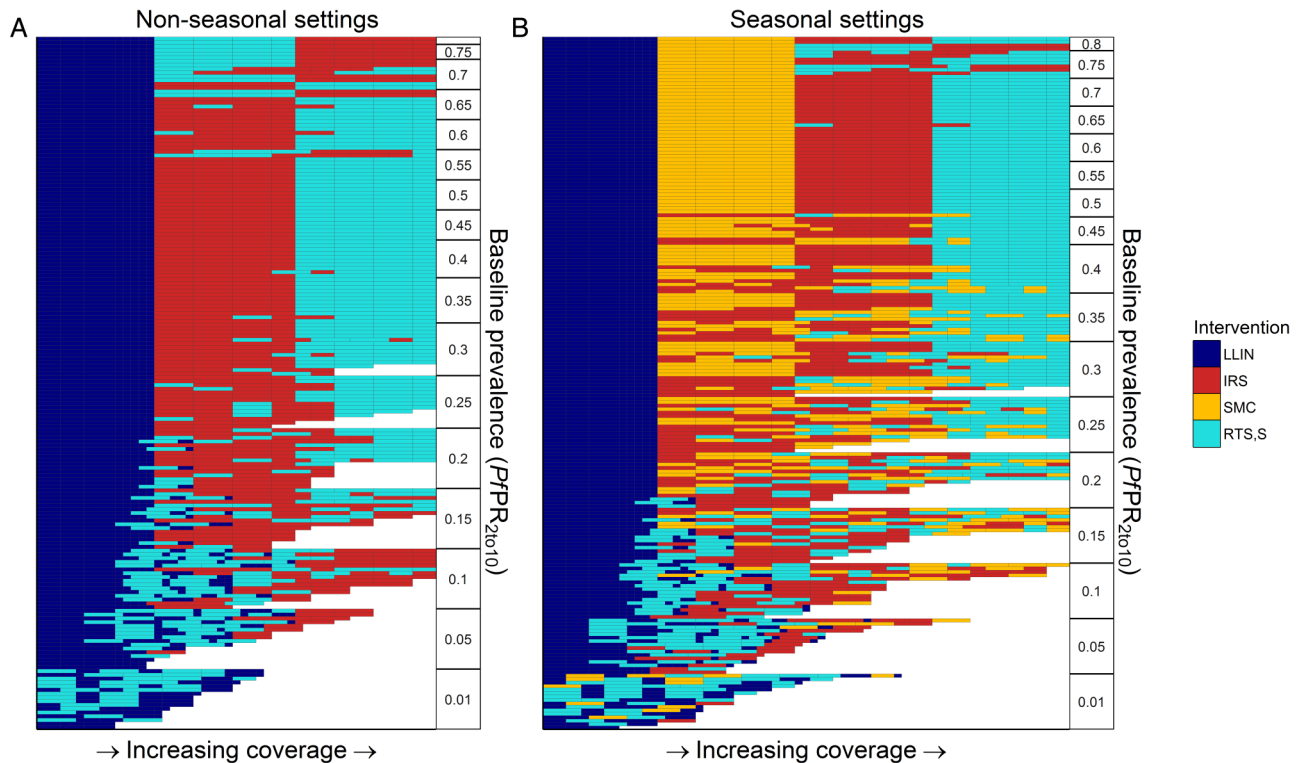 A
Non-seasonal settings
0.75
0.7
0.65
0.6
0.55
0.5
0.45
0.4
0.35
0.3
0.25
0.2
0.15
0.1
0.05
0.01
Baseline prevalence (PfPR2to10)
→ Increasing coverage →
B
Seasonal settings
0.8
0.75
0.7
0.65
0.6
0.55
0.5
0.45
0.4
0.35
0.3
0.25
0.2
0.15
0.1
0.05
0.01
Baseline prevalence (PfPR2to10)
→ Increasing coverage →
Intervention
LLIN
IRS
SMC
RTS,S